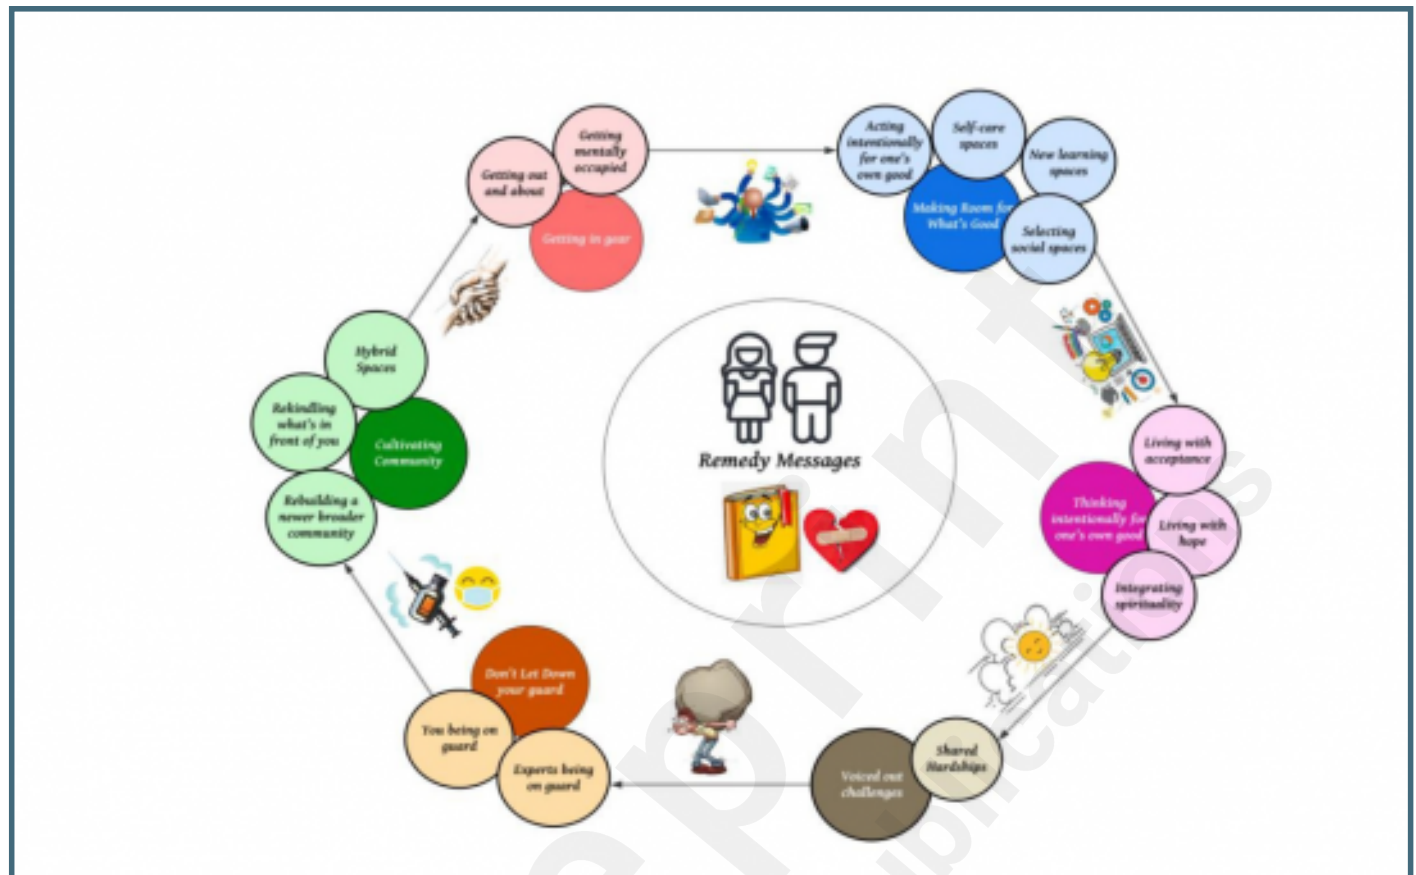 Getting
mentally
occupied
Getting out
and about
Getting in gear
Acting
intentionally
for one's
own good
Self-care
spaces
New learning
spaces
Making Room for
What's Good
Selecting
social spaces
Hybrid
Spaces
Rekindling
what's in
front of you
Cultivating
Community
Rebuilding a
newer broader
community
Remedy Messages
Living with
acceptance
Thinking
intentionally for
one's own good
Living with
hope
Integrating
spirituality
Don't Let Down
your guard
You being on
guard
Experts being
on guard
Voiced out
challenges
Shared
Hardships
eprint
ublications